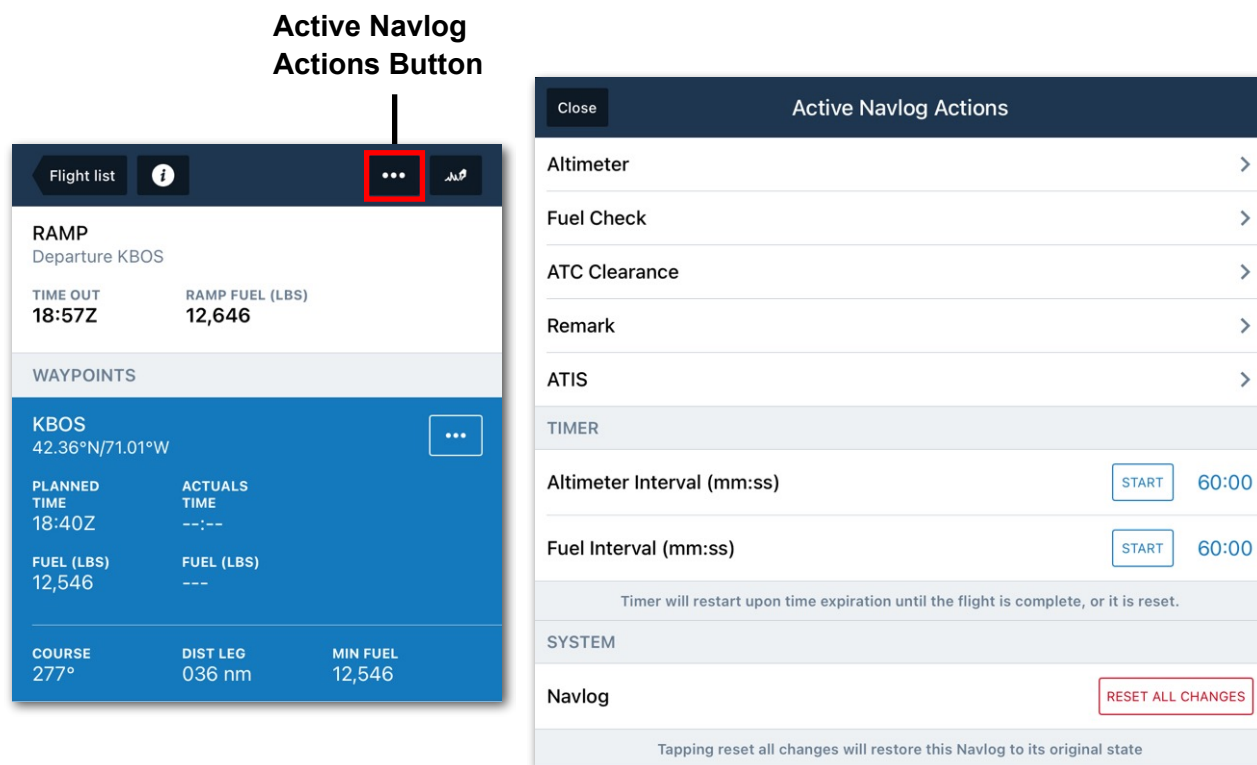 Active Navlog
Actions Button
Flight list
RAMP
Departure KBOS
TIME OUT RAMP FUEL (LBS)
18:57Z 12,646
WAYPOINTS
KBOS
42.36°N/71.01°W
PLANNED ACTUALS
TIME TIME
18:40Z --:--
FUEL (LBS) FUEL (LBS)
12,546 ---
COURSE DIST LEG MIN FUEL
277° 036 nm 12,546
Close Active Navlog Actions
Altimeter
Fuel Check
ATC Clearance
Remark
ATIS
TIMER
Altimeter Interval (mm:ss) START 60:00
Fuel Interval (mm:ss) START 60:00
Timer will restart upon time expiration until the flight is complete, or it is reset.
SYSTEM
Navlog RESET ALL CHANGES
Tapping reset all changes will restore this Navlog to its original state